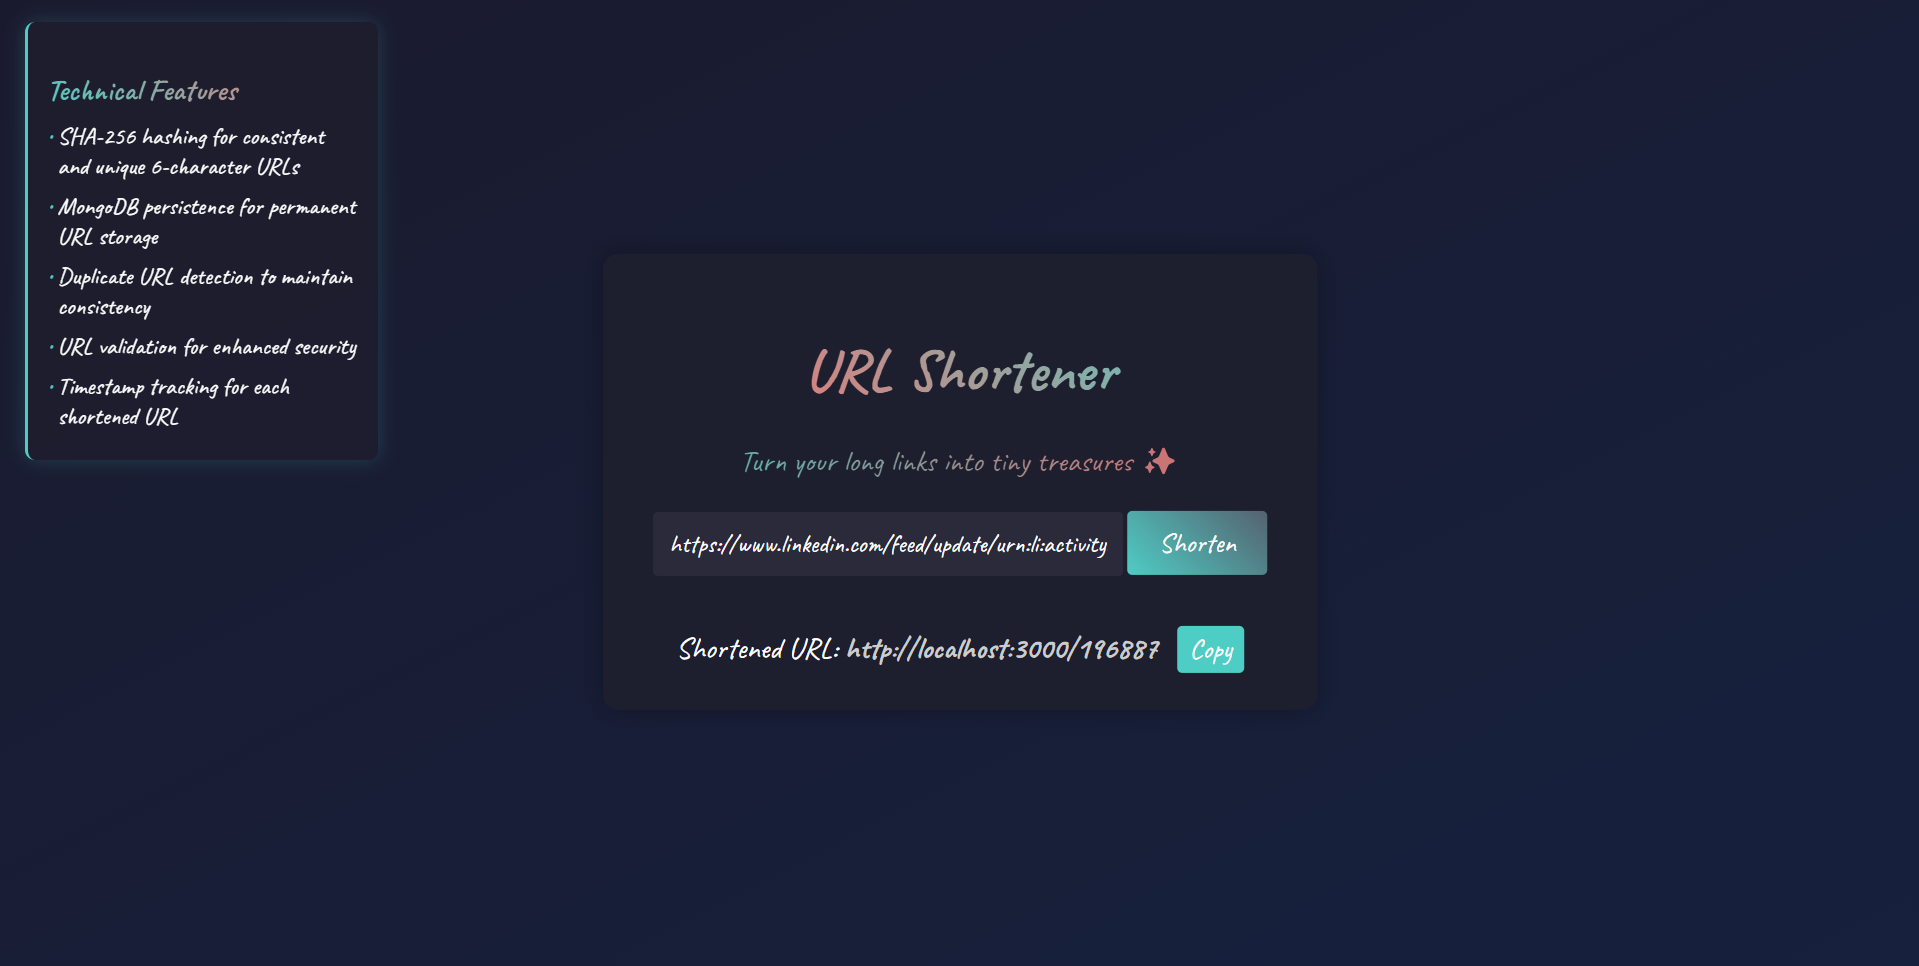 Technical Features
• SHA-256 hashing for consistent
and unique 6-character URLs
• MongoDB persistence for permanent
URL storage
• Duplicate URL detection to maintain
consistency
• URL validation for enhanced security
• Timestamp tracking for each
shortened URL
URL Shortener
Turn your long links into tiny treasures ✨
https://www.linkedin.com/feed/update/urn:li:activity
Shorten
Shortened URL: http://localhost:3000/196887
Copy